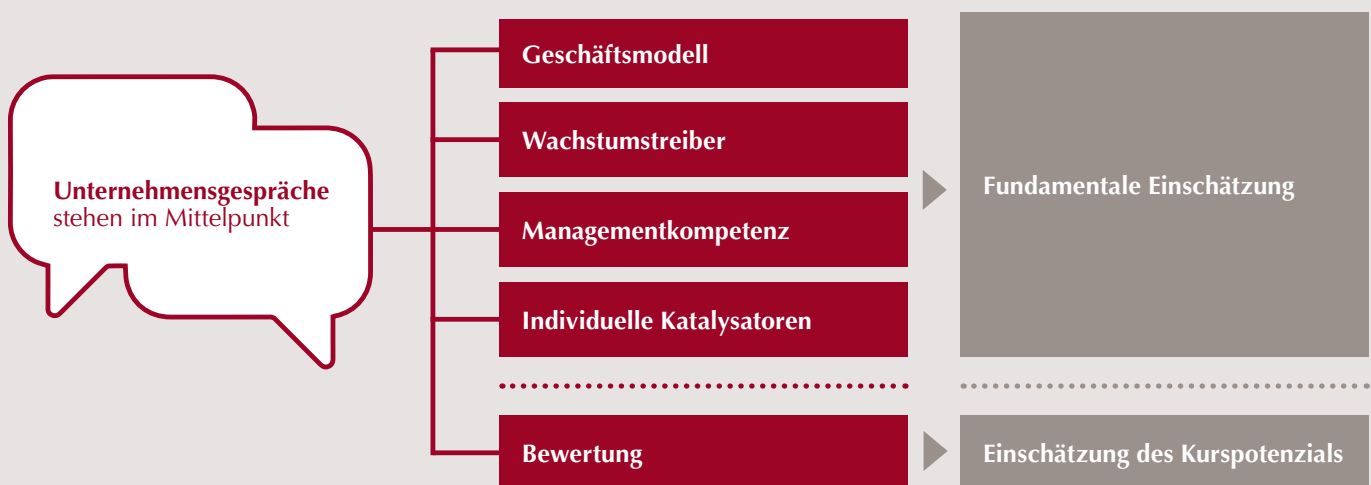 Unternehmensgespräche
stehen im Mittelpunkt
Geschäftsmodell
Wachstumstreiber
Managementkompetenz
Individuelle Katalysatoren
Fundamentale Einschätzung
Bewertung
Einschätzung des Kurspotenzials